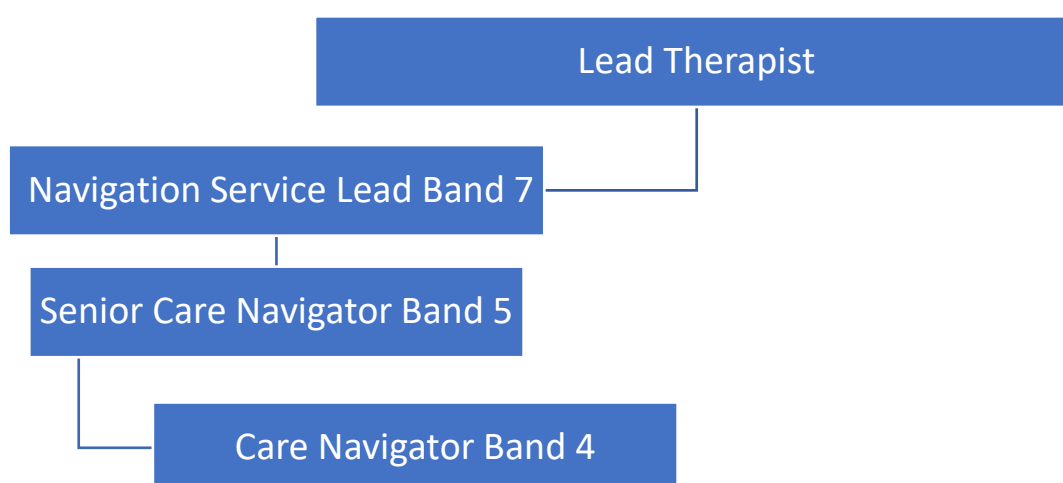 Lead Therapist
Navigation Service Lead Band 7
Senior Care Navigator Band 5
Care Navigator Band 4